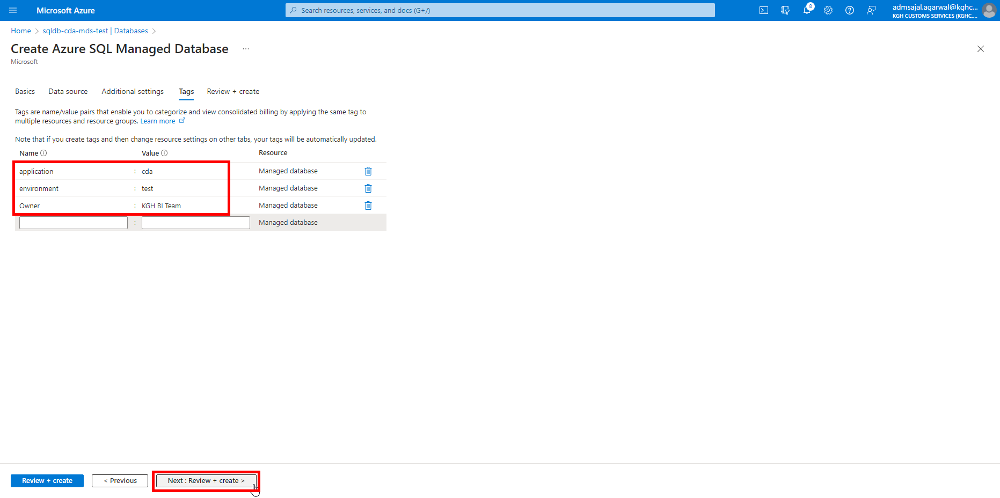 Microsoft Azure
Search resources, services, and docs (G+/)
8
admsajal.agarwal@kghc...
KGH CUSTOMS SERVICES (KGHC....
Home > sqldb-cda-mds-test | Databases >
Create Azure SQL Managed Database ...
Microsoft
Basics Data source Additional settings Tags Review + create
Tags are name/value pairs that enable you to categorize and view consolidated billing by applying the same tag to
multiple resources and resource groups. Learn more
Note that if you create tags and then change resource settings on other tabs, your tags will be automatically updated.
Name Value Resource
application : cda Managed database
environment : test Managed database
Owner : KGH BI Team Managed database
: Managed database
Review + create < Previous Next : Review + create >